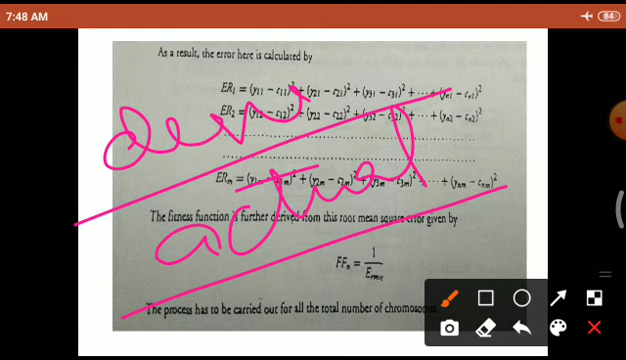 7:48 AM
84
As a result, the error here is calculated by
ER₁ = (y₁₁ − c₁₁)² + (y₂₁ − c₂₁)² + (y₃₁ − c₃₁)² + ⋯ + (yₙ₁ − cₙ₁)²
ER₂ = (y₁₂ − c₁₂)² + (y₂₂ − c₂₂)² + (y₃₂ − c₃₂)² + ⋯ + (yₙ₂ − cₙ₂)²
ERₘ = (y₁ₘ − c₁ₘ)² + (y₂ₘ − c₂ₘ)² + (y₃ₘ − c₃ₘ)² + ⋯ + (yₙₘ − cₙₘ)²
actual
The fitness function is further derived from this root mean square error given by
FFₙ = 1 / Eᵣₘₛₑ
The process has to be carried out for all the total number of